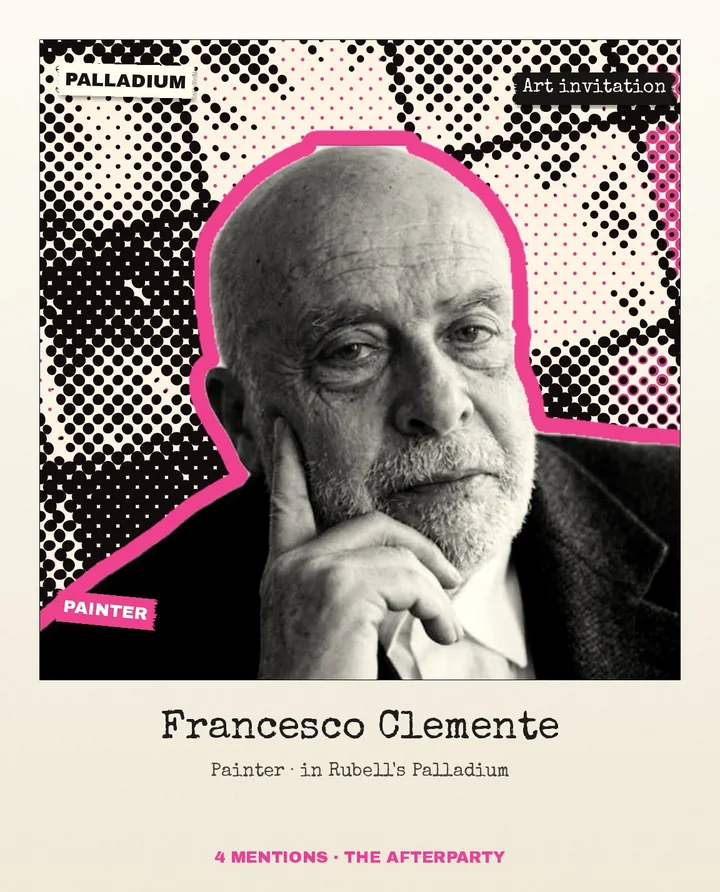 PALLADIUM
Art invitation
PAINTER
Francesco Clemente
Painter · in Rubell's Palladium
4 MENTIONS · THE AFTERPARTY